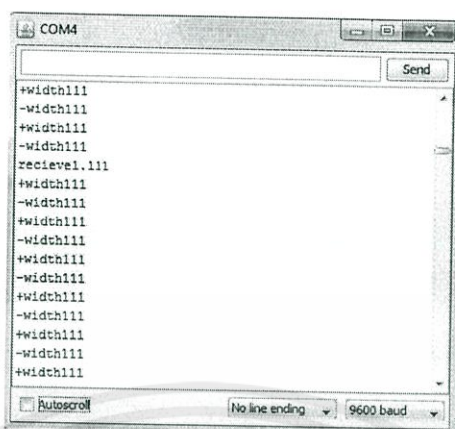 COM4
Send
+width111
-width111
+width111
-width111
recieve1.111
+width111
-width111
+width111
-width111
+width111
-width111
+width111
-width111
+width111
-width111
+width111
Autoscroll
No line ending
9600 baud